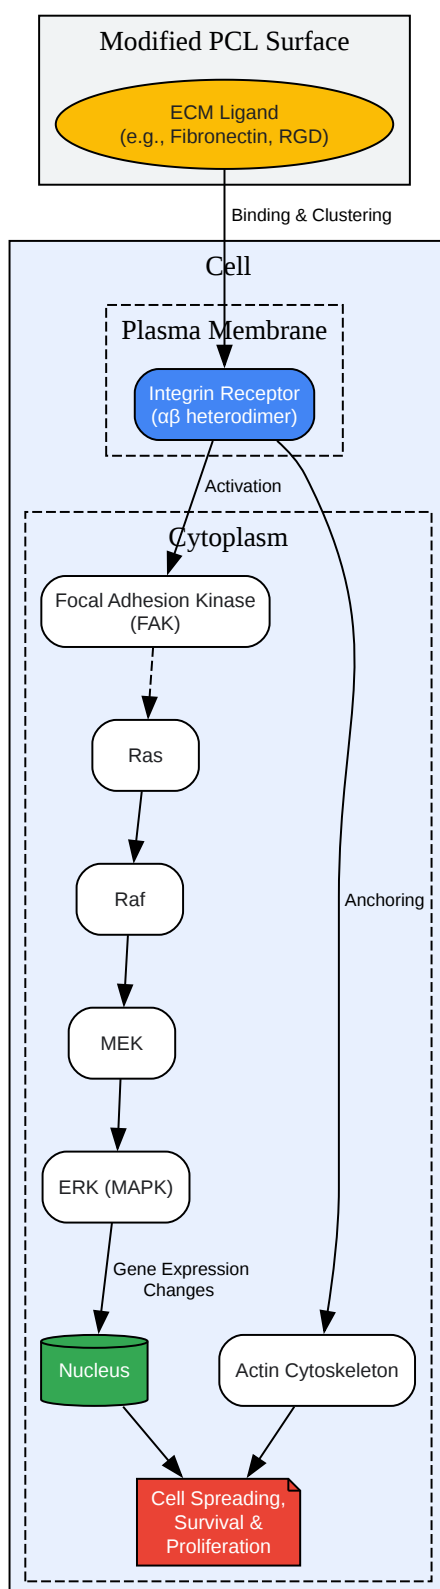 Modified PCL Surface
ECM Ligand
(e.g., Fibronectin, RGD)
Binding & Clustering
Cell
Plasma Membrane
Integrin Receptor
(αβ heterodimer)
Activation
Cytoplasm
Focal Adhesion Kinase
(FAK)
Ras
Raf
Anchoring
MEK
ERK (MAPK)
Gene Expression
Changes
Nucleus
Actin Cytoskeleton
Cell Spreading,
Survival &
Proliferation